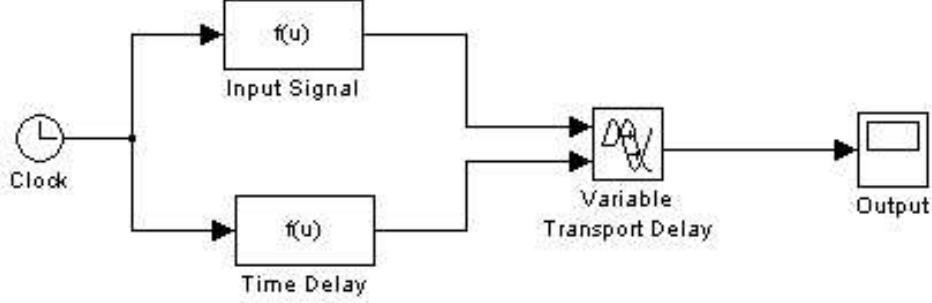 f(u)
Input Signal
Clock
f(u)
Time Delay
Variable
Transport Delay
Output